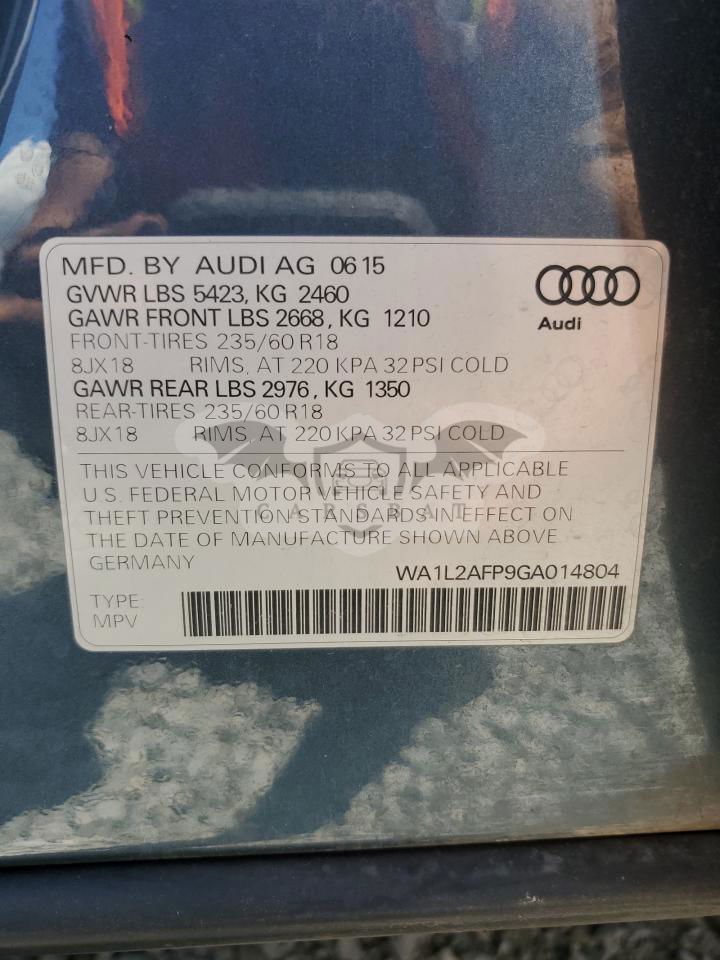 MFD. BY AUDI AG 06 15
GVWR LBS 5423, KG 2460
GAWR FRONT LBS 2668, KG 1210
FRONT-TIRES 235/60 R18
8JX18 RIMS, AT 220 KPA 32 PSI COLD
GAWR REAR LBS 2976, KG 1350
REAR-TIRES 235/60 R18
8JX18 RIMS, AT 220 KPA 32 PSI COLD
Audi
THIS VEHICLE CONFORMS TO ALL APPLICABLE
U.S. FEDERAL MOTOR VEHICLE SAFETY AND
THEFT PREVENTION STANDARDS IN EFFECT ON
THE DATE OF MANUFACTURE SHOWN ABOVE
GERMANY
WA1L2AFP9GA014804
TYPE:
MPV
CARSBAT